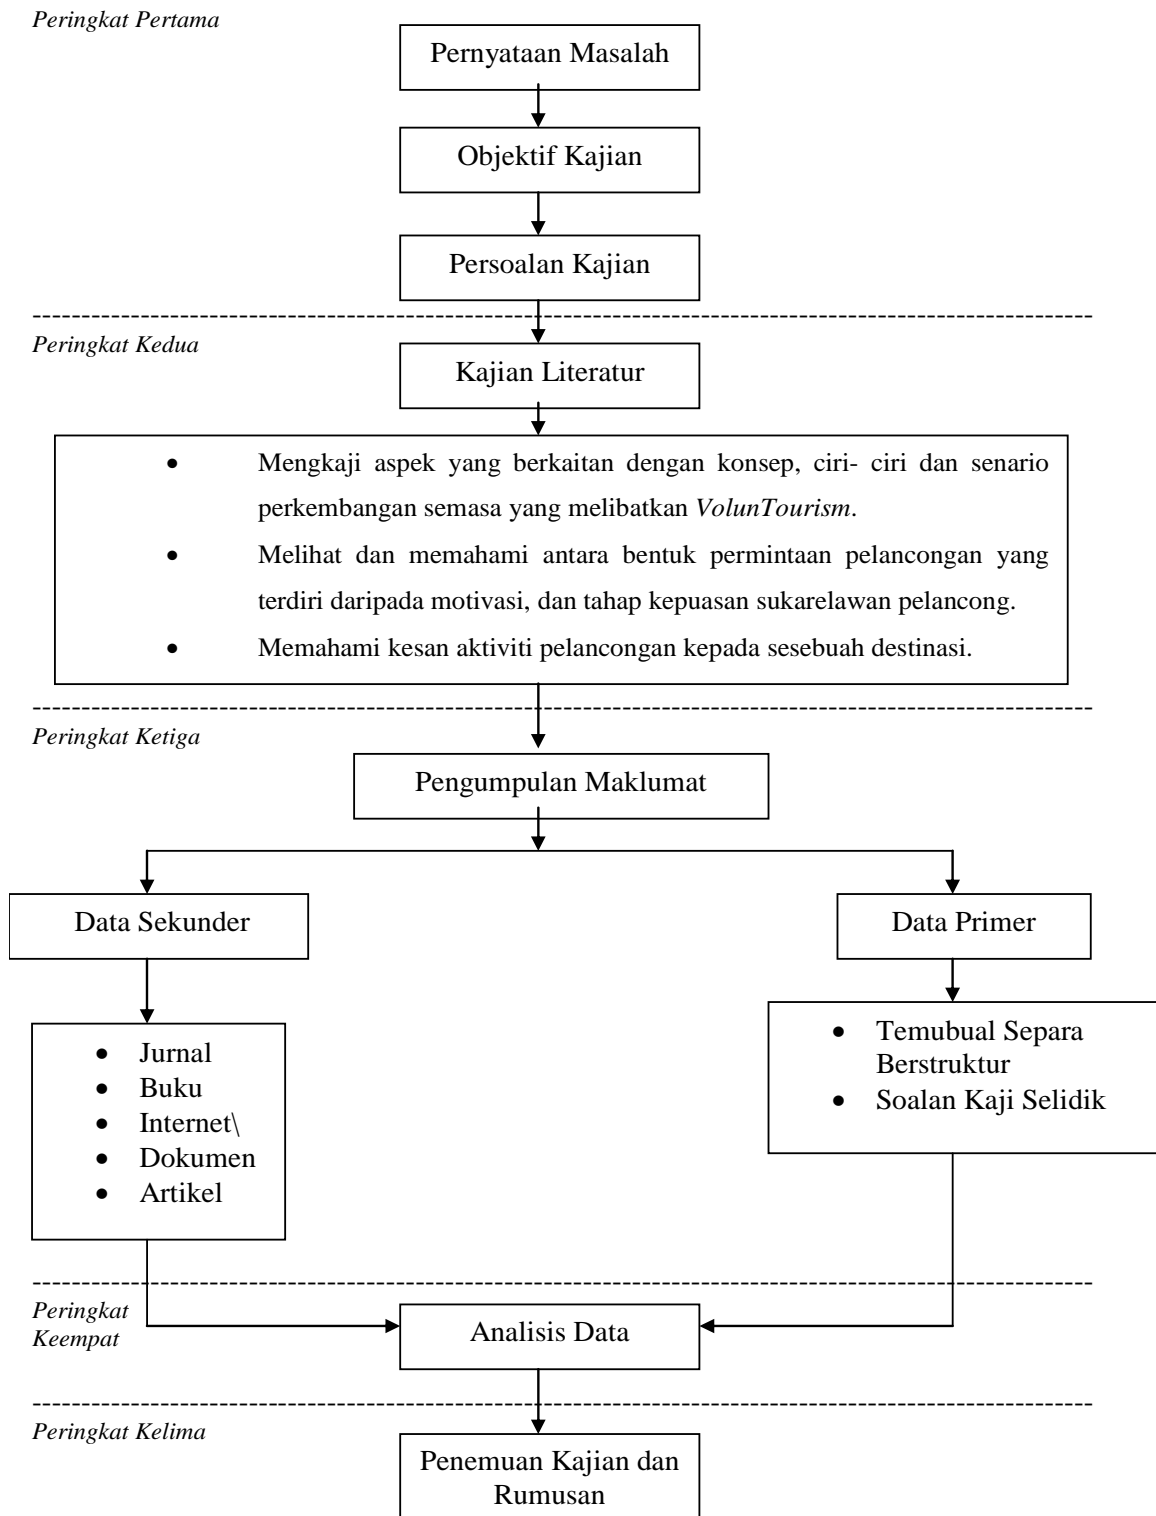 Peringkat Pertama
Pernyataan Masalah
Objektif Kajian
Persoalan Kajian
Peringkat Kedua
Kajian Literatur
• Mengkaji aspek yang berkaitan dengan konsep, ciri- ciri dan senario
perkembangan semasa yang melibatkan VolunTourism.
• Melihat dan memahami antara bentuk permintaan pelancongan yang
terdiri daripada motivasi, dan tahap kepuasan sukarelawan pelancong.
• Memahami kesan aktiviti pelancongan kepada sesebuah destinasi.
Peringkat Ketiga
Pengumpulan Maklumat
Data Sekunder
Data Primer
• Jurnal
• Buku
• Internet\
• Dokumen
• Artikel
• Temubual Separa
Berstruktur
• Soalan Kaji Selidik
Peringkat
Keempat
Analisis Data
Peringkat Kelima
Penemuan Kajian dan
Rumusan